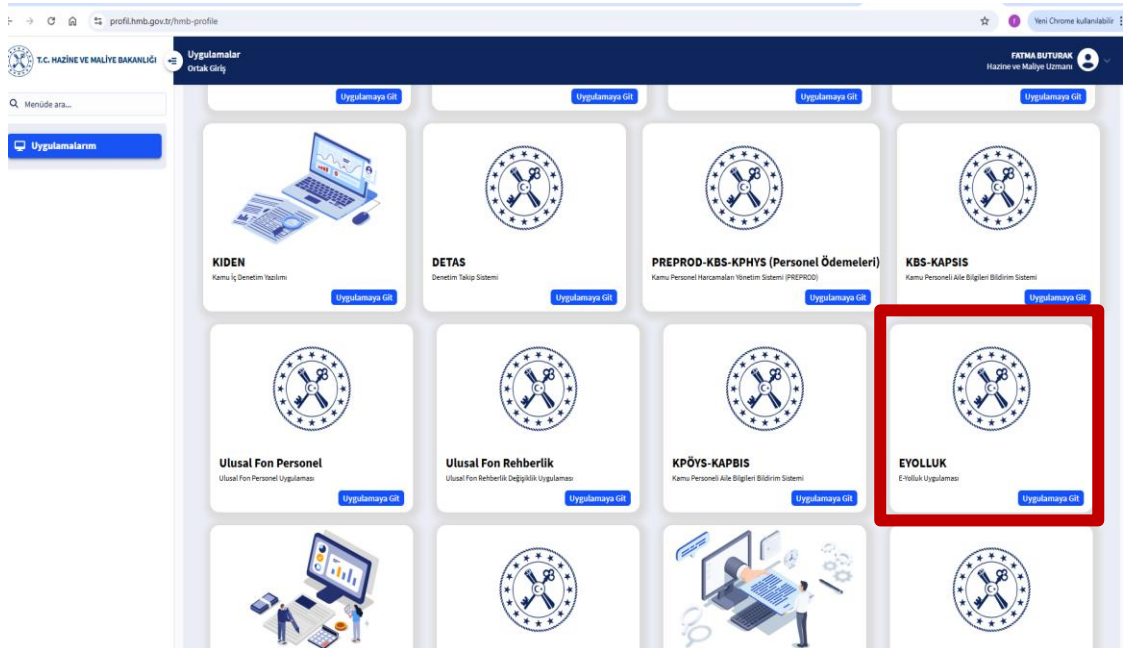 profil.hmb.gov.tr/hmb-profile
Yeni Chrome kullanılabilir
T.C. HAZİNE VE MALİYE BAKANLIĞI
Uygulamalar
Ortak Giriş
FATMA BUTURAK
Hazine ve Maliye Uzmanı
Menüde ara...
Uygulamalarım
Uygulamaya Git
Uygulamaya Git
Uygulamaya Git
Uygulamaya Git
KIDEN
Kamu İç Denetim Yazılımı
Uygulamaya Git
DETAS
Denetim Takip Sistemi
Uygulamaya Git
PREPROD-KBS-KPHYS (Personel Ödemeleri)
Kamu Personel Harcamaları Yönetim Sistemi (PREPROD)
Uygulamaya Git
KBS-KAPSIS
Kamu Personeli Aile Bilgileri Bildirim Sistemi
Uygulamaya Git
Ulusal Fon Personel
Ulusal Fon Personel Uygulaması
Uygulamaya Git
Ulusal Fon Rehberlik
Ulusal Fon Rehberlik Değişiklik Uygulaması
Uygulamaya Git
KPÖYS-KAPBIS
Kamu Personeli Aile Bilgileri Bildirim Sistemi
Uygulamaya Git
EYOLLUK
E-Yolluk Uygulaması
Uygulamaya Git